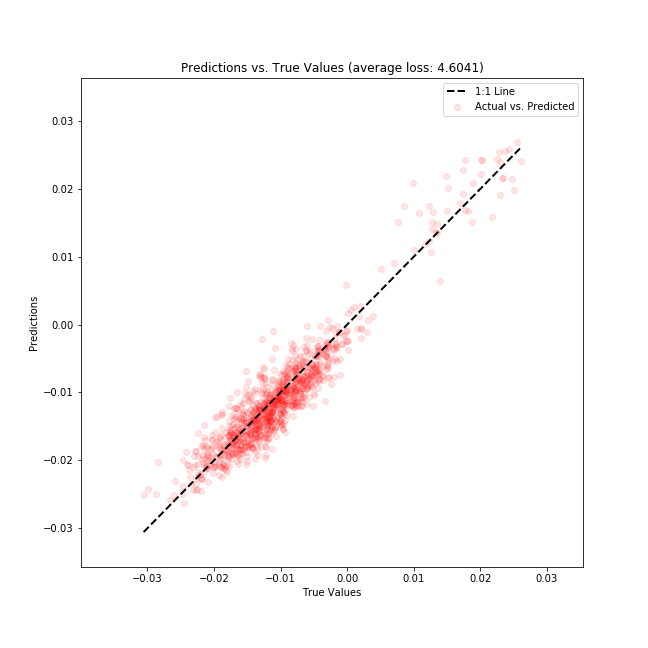 Predictions vs. True Values (average loss: 4.6041)
1:1 Line
Actual vs. Predicted
0.03
0.02
0.01
0.00
−0.01
−0.02
−0.03
Predictions
−0.03 −0.02 −0.01 0.00 0.01 0.02 0.03
True Values